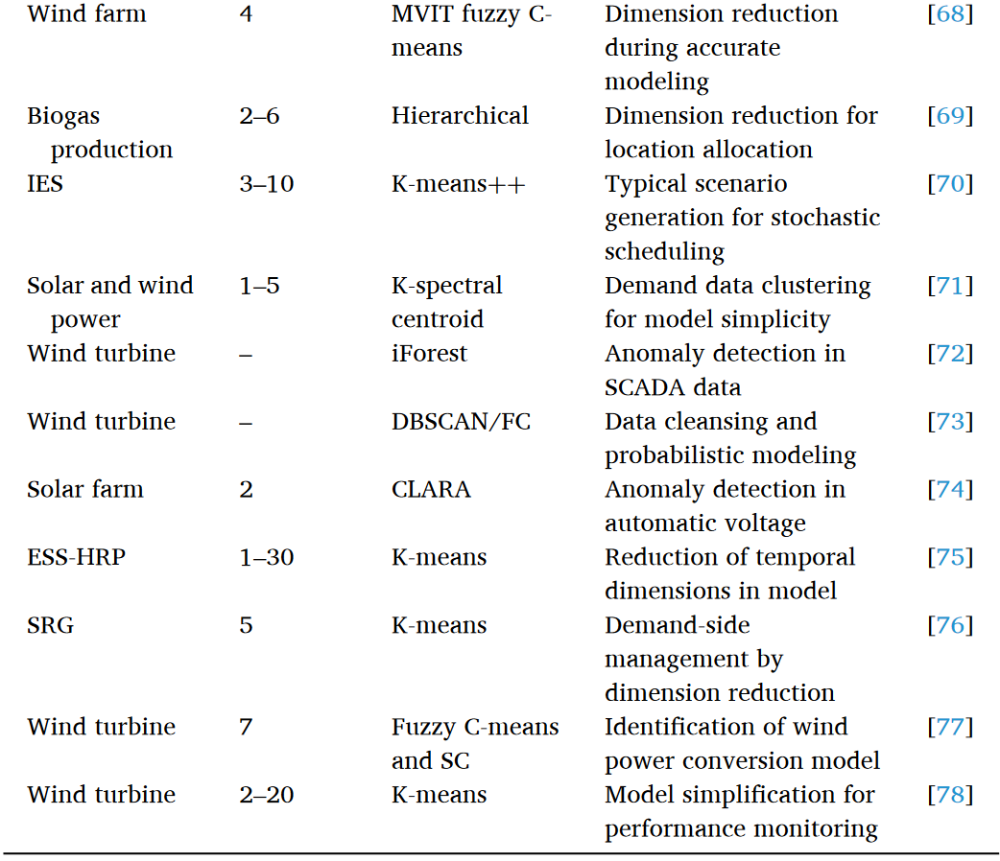 Wind farm 4 MVIT fuzzy C- Dimension reduction [68]
means during accurate
modeling
Biogas 2–6 Hierarchical Dimension reduction for [69]
production location allocation
IES 3–10 K-means++ Typical scenario [70]
generation for stochastic
scheduling
Solar and wind 1–5 K-spectral Demand data clustering [71]
power centroid for model simplicity
Wind turbine – iForest Anomaly detection in [72]
SCADA data
Wind turbine – DBSCAN/FC Data cleansing and [73]
probabilistic modeling
Solar farm 2 CLARA Anomaly detection in [74]
automatic voltage
ESS-HRP 1–30 K-means Reduction of temporal [75]
dimensions in model
SRG 5 K-means Demand-side [76]
management by
dimension reduction
Wind turbine 7 Fuzzy C-means Identification of wind [77]
and SC power conversion model
Wind turbine 2–20 K-means Model simplification for [78]
performance monitoring